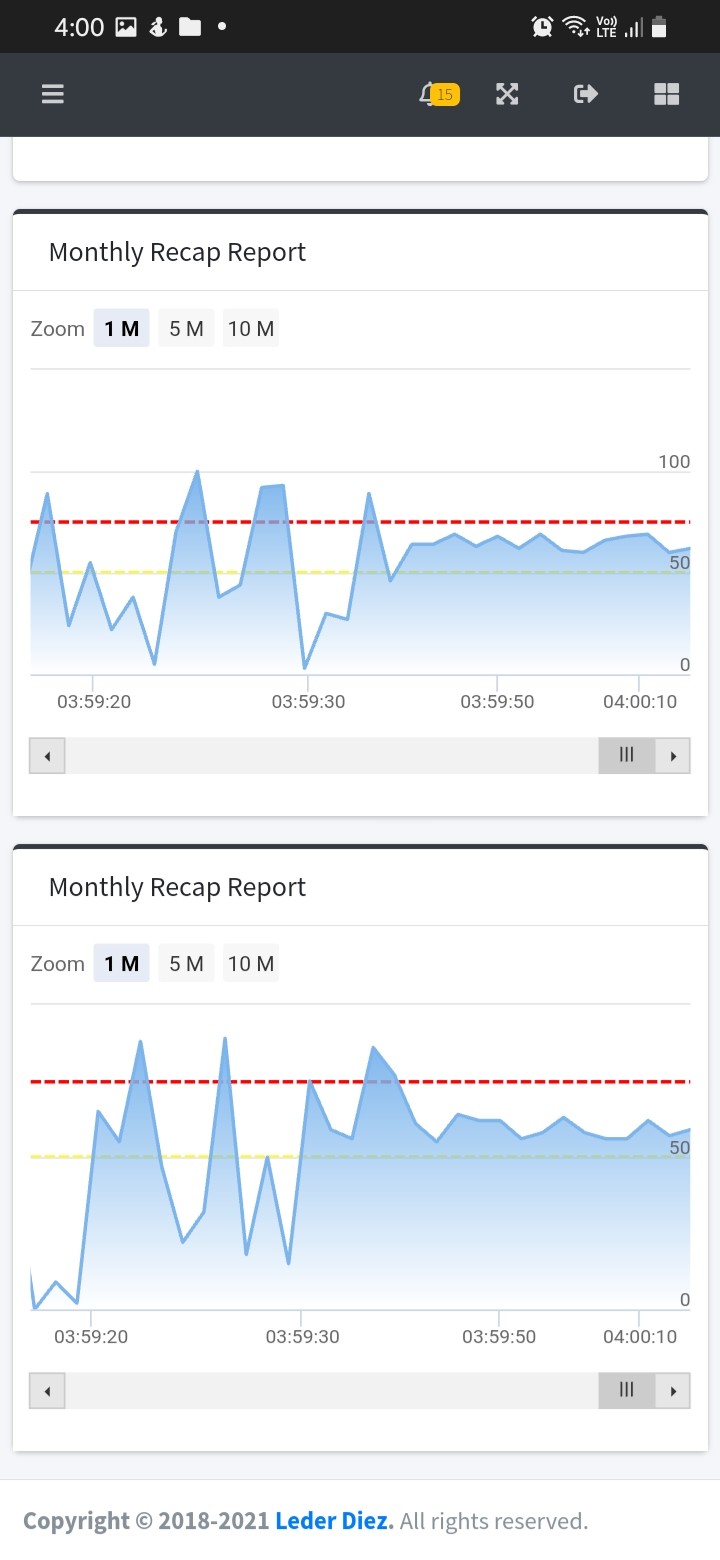 4:00 Vo)) LTE
15
Monthly Recap Report
Zoom 1 M 5 M 10 M
100
50
0
03:59:20 03:59:30 03:59:50 04:00:10
Monthly Recap Report
Zoom 1 M 5 M 10 M
50
0
03:59:20 03:59:30 03:59:50 04:00:10
Copyright © 2018-2021 Leder Diez. All rights reserved.